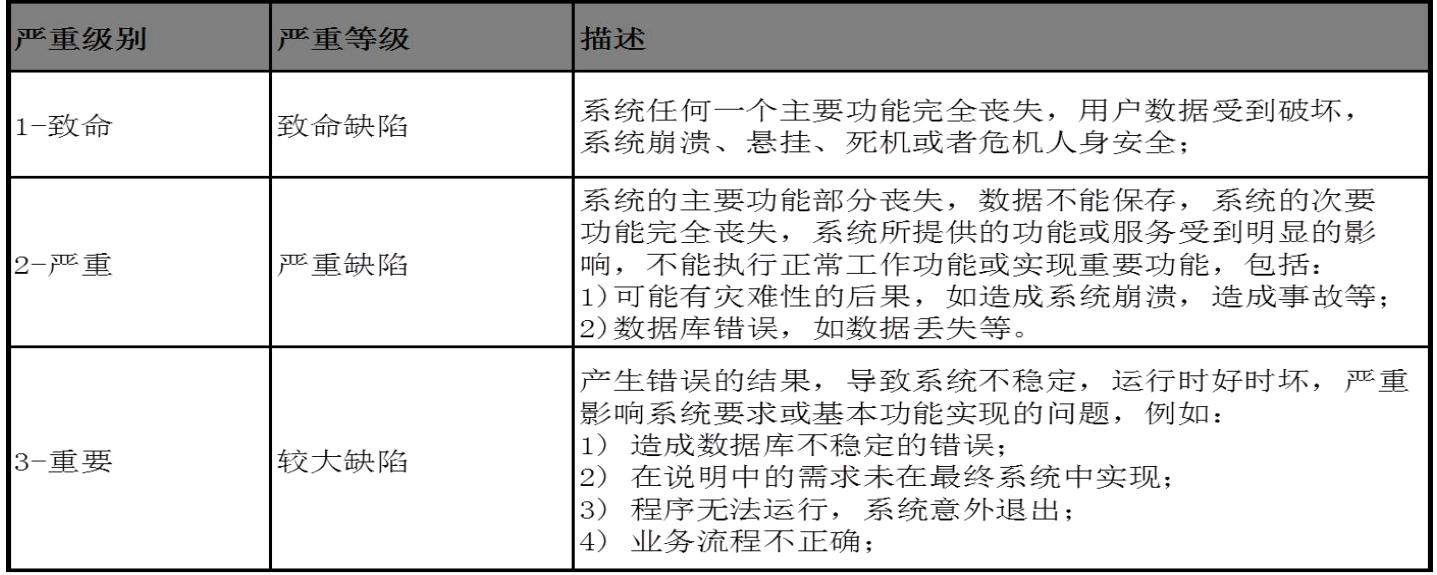 严重级别 严重等级 描述
1-致命 致命缺陷 系统任何一个主要功能完全丧失，用户数据受到破坏，
系统崩溃、悬挂、死机或者危机人身安全；
2-严重 严重缺陷 系统的主要功能部分丧失，数据不能保存，系统的次要
功能完全丧失，系统所提供的功能或服务受到明显的影
响，不能执行正常工作功能或实现重要功能，包括：
1)可能有灾难性的后果，如造成系统崩溃，造成事故等；
2)数据库错误，如数据丢失等。
3-重要 较大缺陷 产生错误的结果，导致系统不稳定，运行时好时坏，严重
影响系统要求或基本功能实现的问题，例如：
1) 造成数据库不稳定的错误；
2) 在说明中的需求未在最终系统中实现；
3) 程序无法运行，系统意外退出；
4) 业务流程不正确；